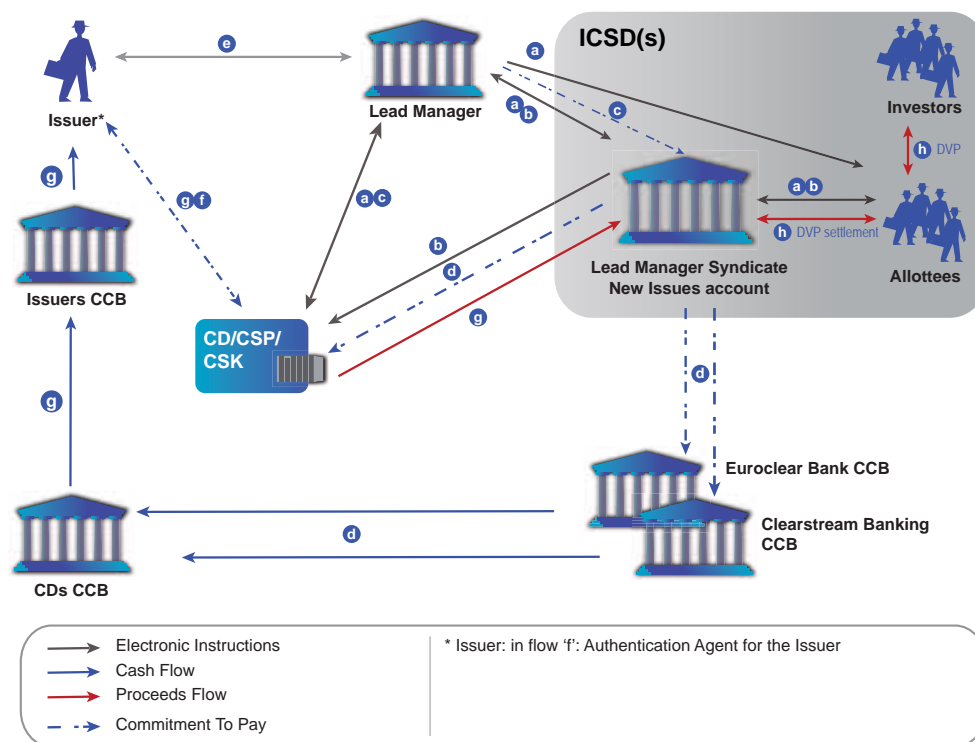 ICSD(s)
e
a
Investors
Lead Manager
a b
c
Issuer*
h DVP
g
g f
a c
a b
h DVP settlement
b
d
Issuers CCB
Lead Manager Syndicate
New Issues account
Allottees
g
CD/CSP/
CSK
d
g
Euroclear Bank CCB
Clearstream Banking
CCB
d
CDs CCB
Electronic Instructions
* Issuer: in flow ‘f’: Authentication Agent for the Issuer
Cash Flow
Proceeds Flow
Commitment To Pay